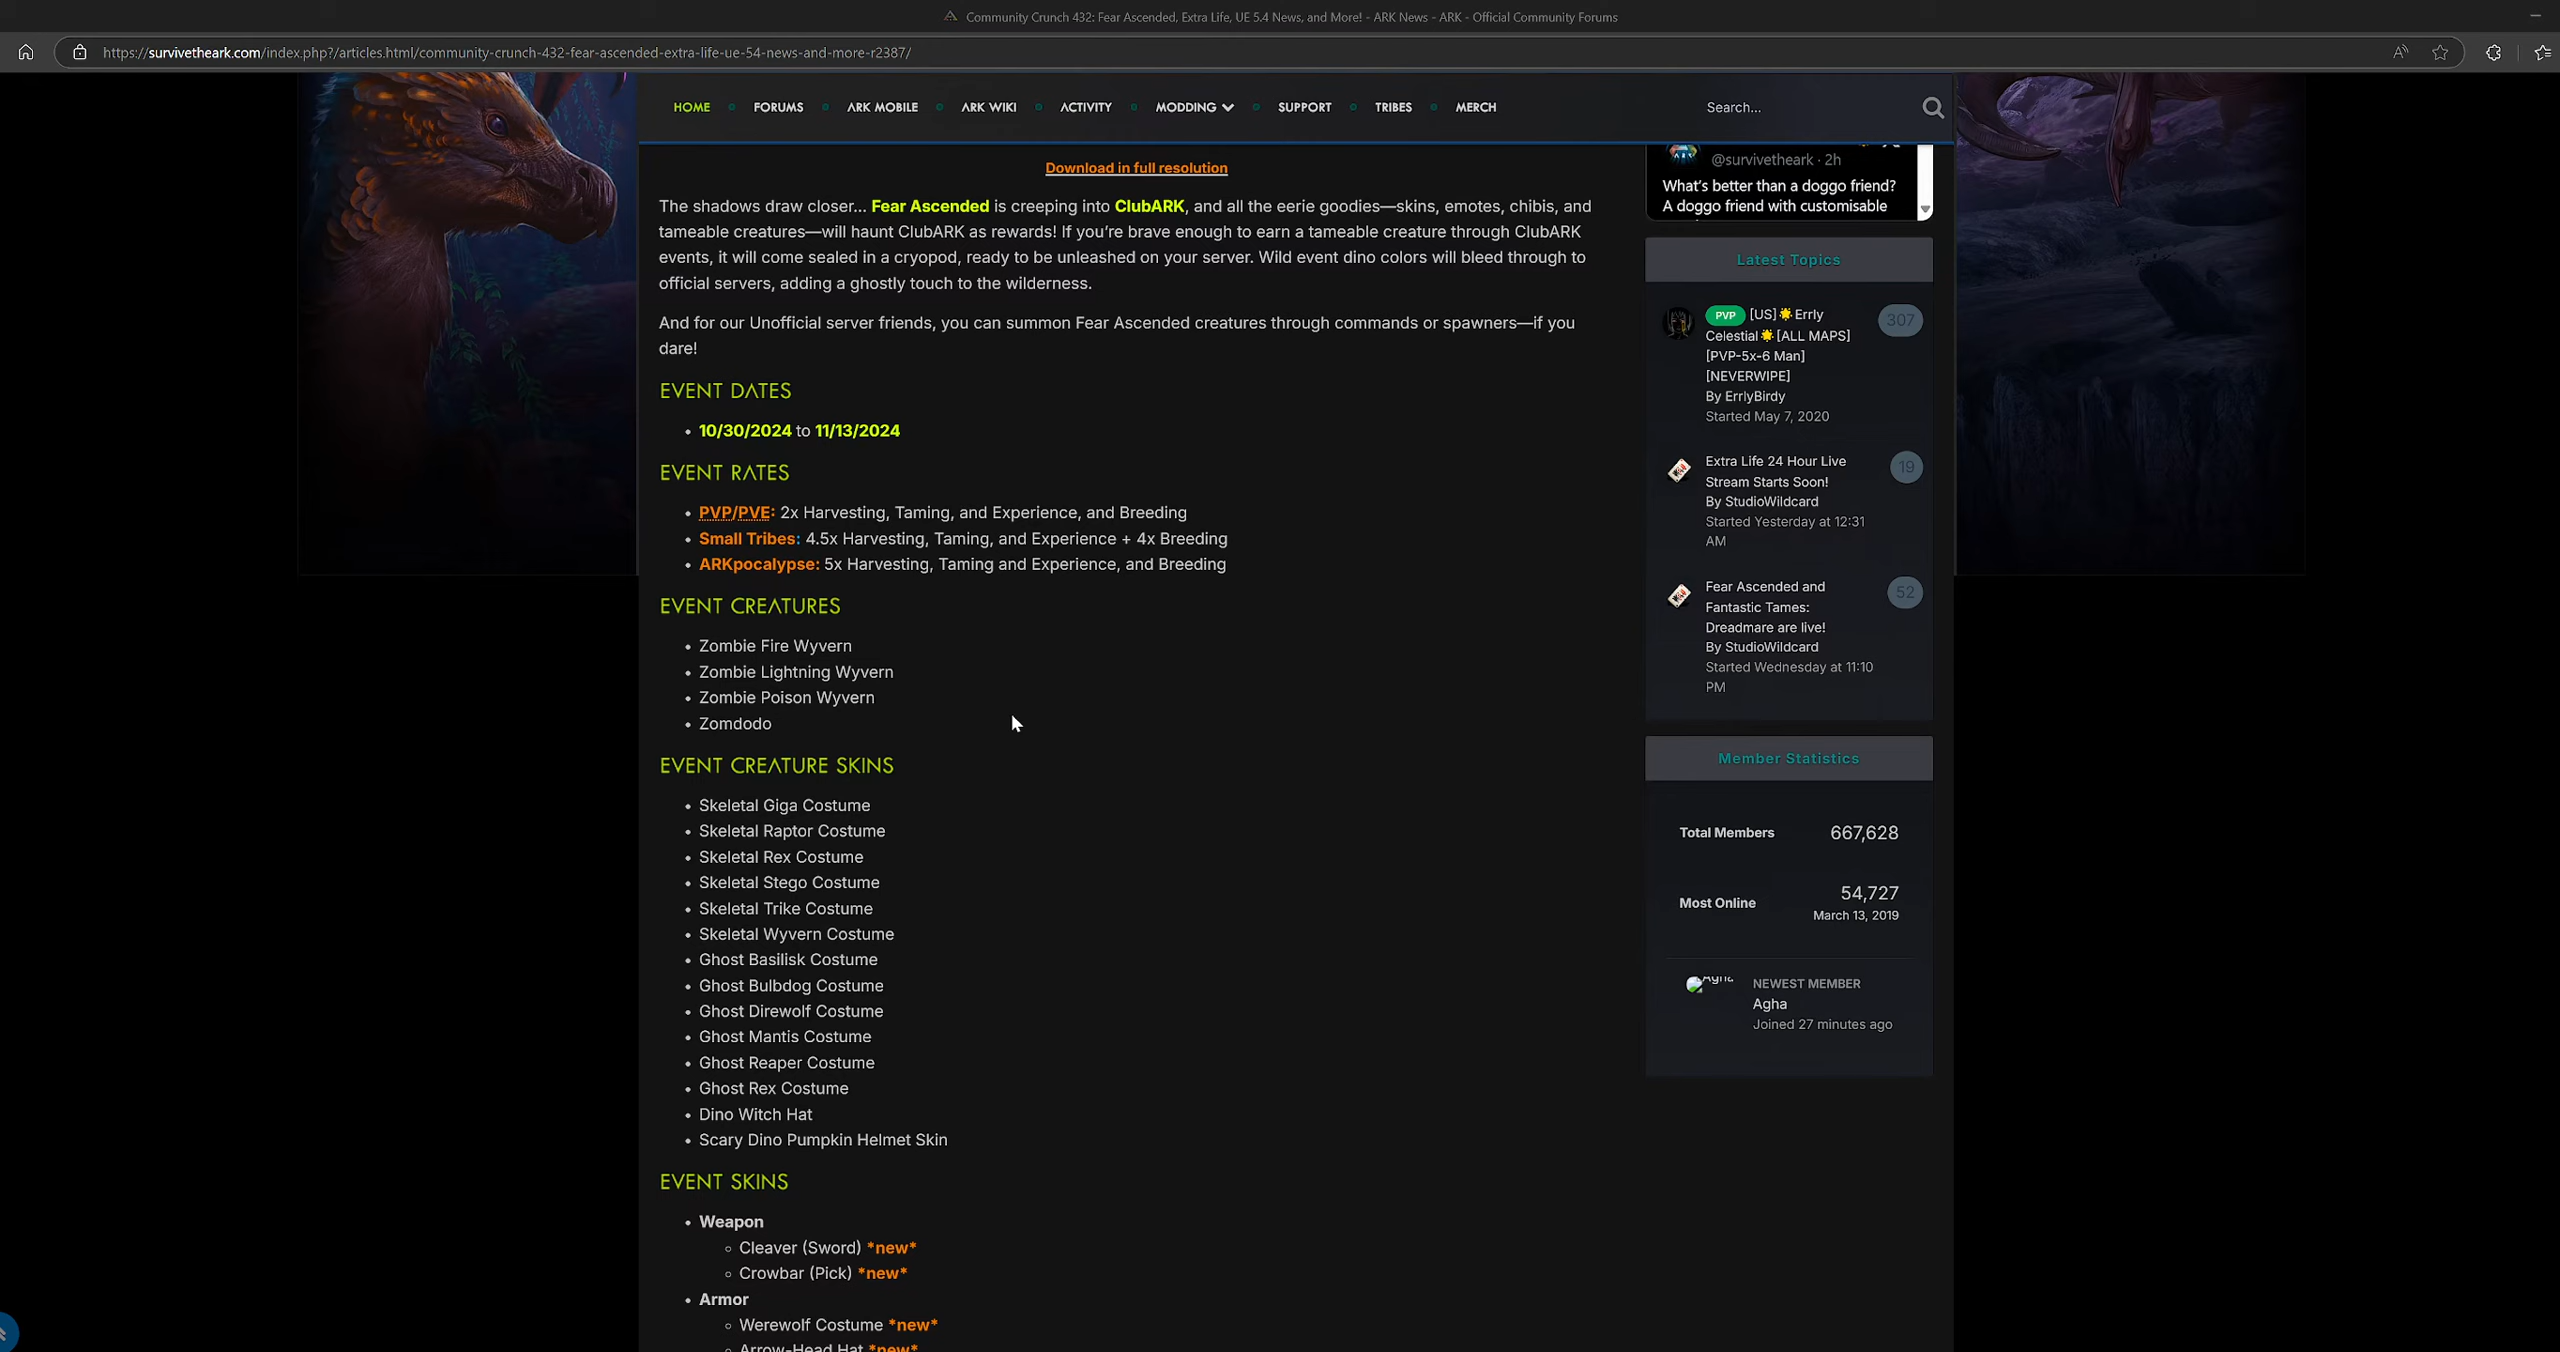 Community Crunch 432: Fear Ascended, Extra Life, UE 5.4 News, and More! - ARK News - ARK - Official Community Forums
https://survivetheark.com/index.php?/articles.html/community-crunch-432-fear-ascended-extra-life-ue-54-news-and-more-r2387/
HOME
FORUMS
ARK MOBILE
ARK WIKI
ACTIVITY
MODDING
SUPPORT
TRIBES
MERCH
Search...
Download in full resolution
The shadows draw closer... Fear Ascended is creeping into ClubARK, and all the eerie goodies—skins, emotes, chibis, and
tameable creatures—will haunt ClubARK as rewards! If you're brave enough to earn a tameable creature through ClubARK
events, it will come sealed in a cryopod, ready to be unleashed on your server. Wild event dino colors will bleed through to
official servers, adding a ghostly touch to the wilderness.
And for our Unofficial server friends, you can summon Fear Ascended creatures through commands or spawners—if you
dare!
EVENT DATES
• 10/30/2024 to 11/13/2024
EVENT RATES
• PVP/PVE: 2x Harvesting, Taming, and Experience, and Breeding
• Small Tribes: 4.5x Harvesting, Taming, and Experience + 4x Breeding
• ARKpocalypse: 5x Harvesting, Taming and Experience, and Breeding
EVENT CREATURES
• Zombie Fire Wyvern
• Zombie Lightning Wyvern
• Zombie Poison Wyvern
• Zomdodo
EVENT CREATURE SKINS
• Skeletal Giga Costume
• Skeletal Raptor Costume
• Skeletal Rex Costume
• Skeletal Stego Costume
• Skeletal Trike Costume
• Skeletal Wyvern Costume
• Ghost Basilisk Costume
• Ghost Bulbdog Costume
• Ghost Direwolf Costume
• Ghost Mantis Costume
• Ghost Reaper Costume
• Ghost Rex Costume
• Dino Witch Hat
• Scary Dino Pumpkin Helmet Skin
EVENT SKINS
• Weapon
◦ Cleaver (Sword) *new*
◦ Crowbar (Pick) *new*
• Armor
◦ Werewolf Costume *new*
◦ Arrow-Head Hat *new*
@survivetheark · 2h
What's better than a doggo friend?
A doggo friend with customisable
Latest Topics
PVP [US]🌟Errly
Celestial🌟[ALL MAPS]
[PVP-5x-6 Man]
[NEVERWIPE]
By ErrlyBirdy
Started May 7, 2020
307
Extra Life 24 Hour Live
Stream Starts Soon!
By StudioWildcard
Started Yesterday at 12:31
AM
19
Fear Ascended and
Fantastic Tames:
Dreadmare are live!
By StudioWildcard
Started Wednesday at 11:10
PM
52
Member Statistics
Total Members 667,628
Most Online 54,727
March 13, 2019
Agha
NEWEST MEMBER
Agha
Joined 27 minutes ago